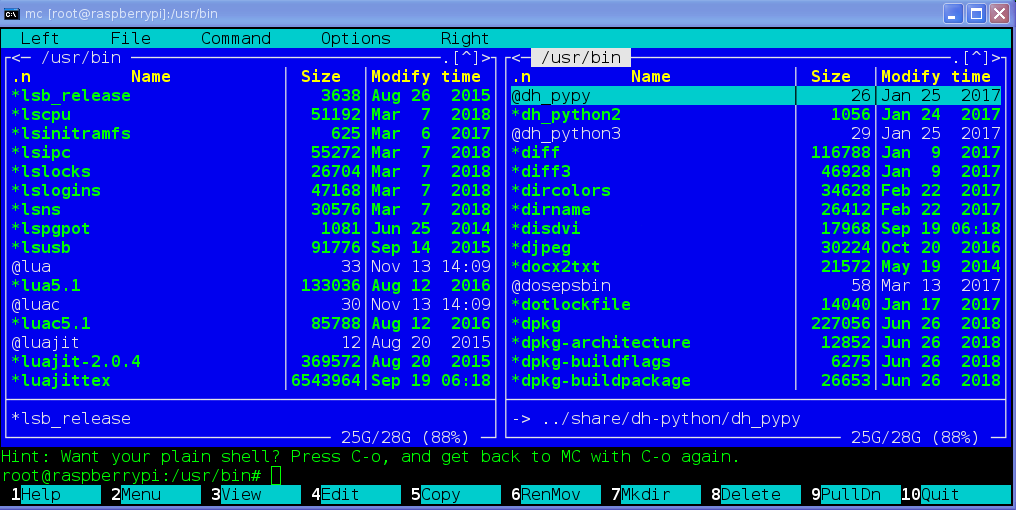 mc [root@raspberrypi]:/usr/bin
Left File Command Options Right
<─ /usr/bin .[^]> <─ /usr/bin .[^]>
.n Name Size Modify time .n Name Size Modify time
*lsb_release 3638 Aug 26 2015 @dh_pypy 26 Jan 25 2017
*lscpu 51192 Mar 7 2018 *dh_python2 1056 Jan 24 2017
*lsinitramfs 625 Mar 6 2017 @dh_python3 29 Jan 25 2017
*lsipc 55272 Mar 7 2018 *diff 116788 Jan 9 2017
*lslocks 26704 Mar 7 2018 *diff3 46928 Jan 9 2017
*lslogins 47168 Mar 7 2018 *dircolors 34628 Feb 22 2017
*lsns 30576 Mar 7 2018 *dirname 26412 Feb 22 2017
*lspgpot 1081 Jun 25 2014 *disdvi 17968 Sep 19 06:18
*lsusb 91776 Sep 14 2015 *djpeg 30224 Oct 20 2016
@lua 33 Nov 13 14:09 *docx2txt 21572 May 19 2014
*lua5.1 133036 Aug 12 2016 @dosepsbin 58 Mar 13 2017
@luac 30 Nov 13 14:09 *dotlockfile 14040 Jan 17 2017
*luac5.1 85788 Aug 12 2016 *dpkg 227056 Jun 26 2018
@luajit 12 Aug 20 2015 *dpkg-architecture 12852 Jun 26 2018
*luajit-2.0.4 369572 Aug 20 2015 *dpkg-buildflags 6275 Jun 26 2018
*luajittex 6543964 Sep 19 06:18 *dpkg-buildpackage 26653 Jun 26 2018
*lsb_release -> ../share/dh-python/dh_pypy
25G/28G (88%) 25G/28G (88%)
Hint: Want your plain shell? Press C-o, and get back to MC with C-o again.
root@raspberrypi:/usr/bin#
1Help 2Menu 3View 4Edit 5Copy 6RenMov 7Mkdir 8Delete 9PullDn 10Quit